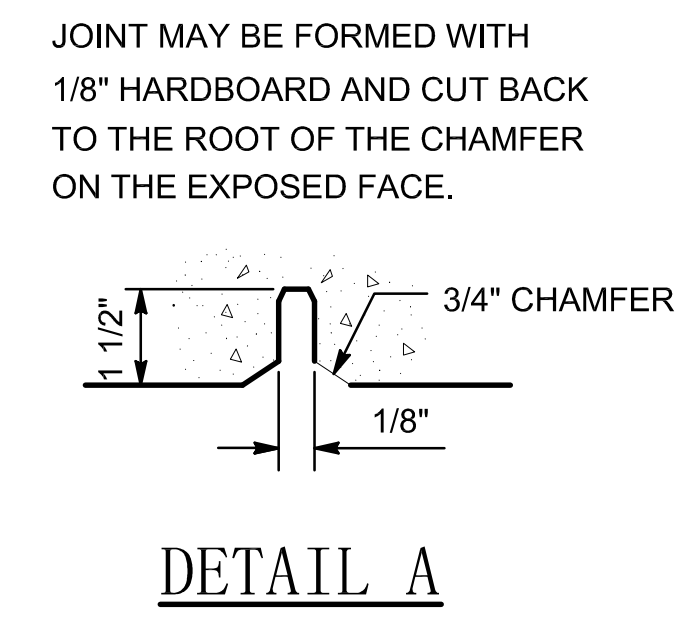 JOINT MAY BE FORMED WITH
1/8" HARDBOARD AND CUT BACK
TO THE ROOT OF THE CHAMFER
ON THE EXPOSED FACE.
3/4" CHAMFER
1 1/2"
1/8"
DETAIL A